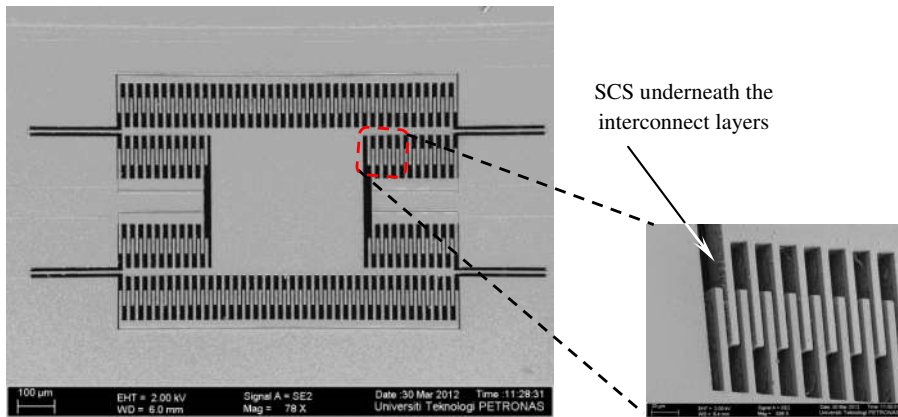 SCS underneath the
interconnect layers
100 µm
EHT = 2.00 kV
WD = 6.0 mm
Signal A = SE2
Mag = 78 X
Date :30 Mar 2012 Time :11:28:31
Universiti Teknologi PETRONAS